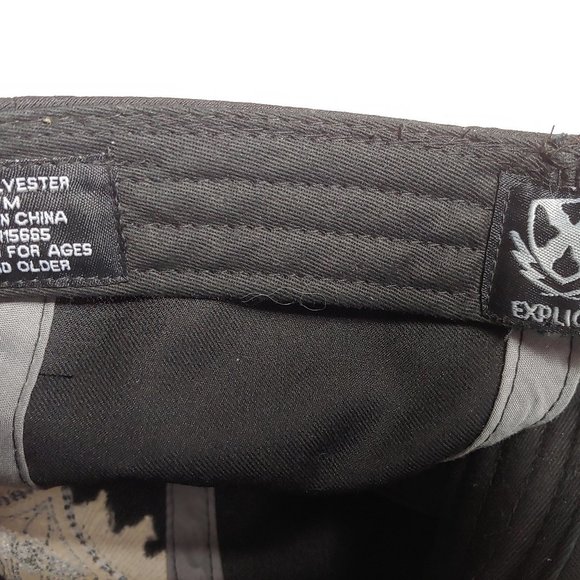 LYESTER
/M
N CHINA
15665
FOR AGES
D OLDER
EXPLIC